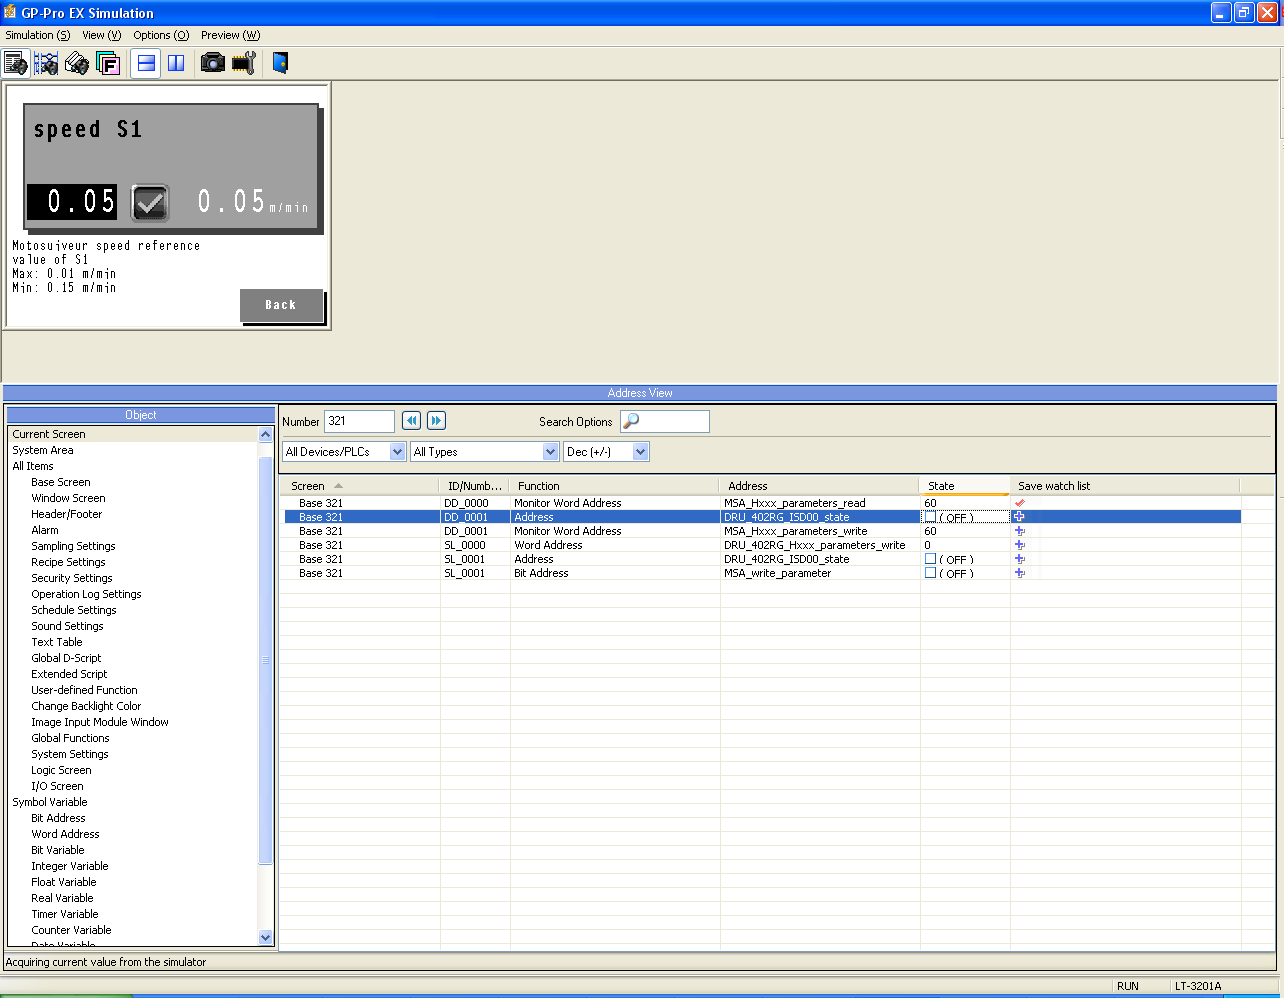 GP-Pro EX Simulation
Simulation (S) View (V) Options (O) Preview (W)
speed S1
0.05 0.05 m/min
Motosuiveur speed reference
value of S1
Max: 0.01 m/min
Min: 0.15 m/min
Back
Address View
Object
Current Screen
System Area
All Items
Base Screen
Window Screen
Header/Footer
Alarm
Sampling Settings
Recipe Settings
Security Settings
Operation Log Settings
Schedule Settings
Sound Settings
Text Table
Global D-Script
Extended Script
User-defined Function
Change Backlight Color
Image Input Module Window
Global Functions
System Settings
Logic Screen
I/O Screen
Symbol Variable
Bit Address
Word Address
Bit Variable
Integer Variable
Float Variable
Real Variable
Timer Variable
Counter Variable
Date Variable
Number 321 Search Options
All Devices/PLCs All Types Dec (+/-)
Screen ID/Numb... Function Address State Save watch list
Base 321 DD_0000 Monitor Word Address MSA_Hxxx_parameters_read 60
Base 321 DD_0001 Address DRU_402RG_ISD00_state ( OFF )
Base 321 DD_0001 Monitor Word Address MSA_Hxxx_parameters_write 60
Base 321 SL_0000 Word Address DRU_402RG_Hxxx_parameters_write 0
Base 321 SL_0001 Address DRU_402RG_ISD00_state ( OFF )
Base 321 SL_0001 Bit Address MSA_write_parameter ( OFF )
Acquiring current value from the simulator
RUN LT-3201A